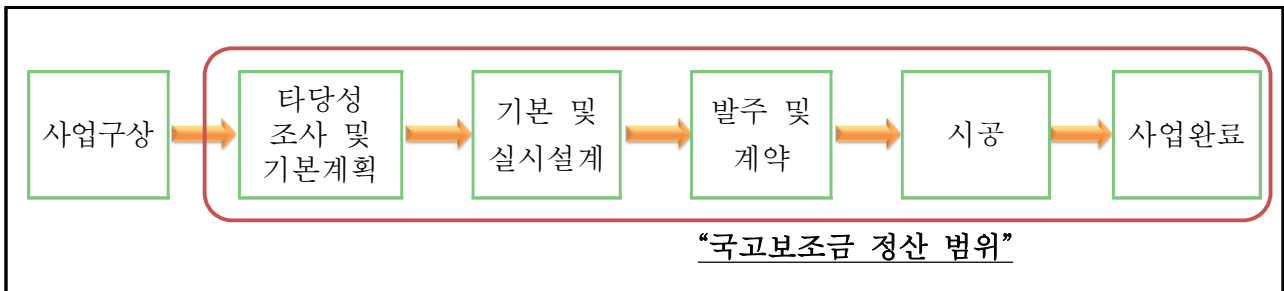 사업구상
타당성
조사 및
기본계획
기본 및
실시설계
발주 및
계약
시공
사업완료
“국고보조금 정산 범위”